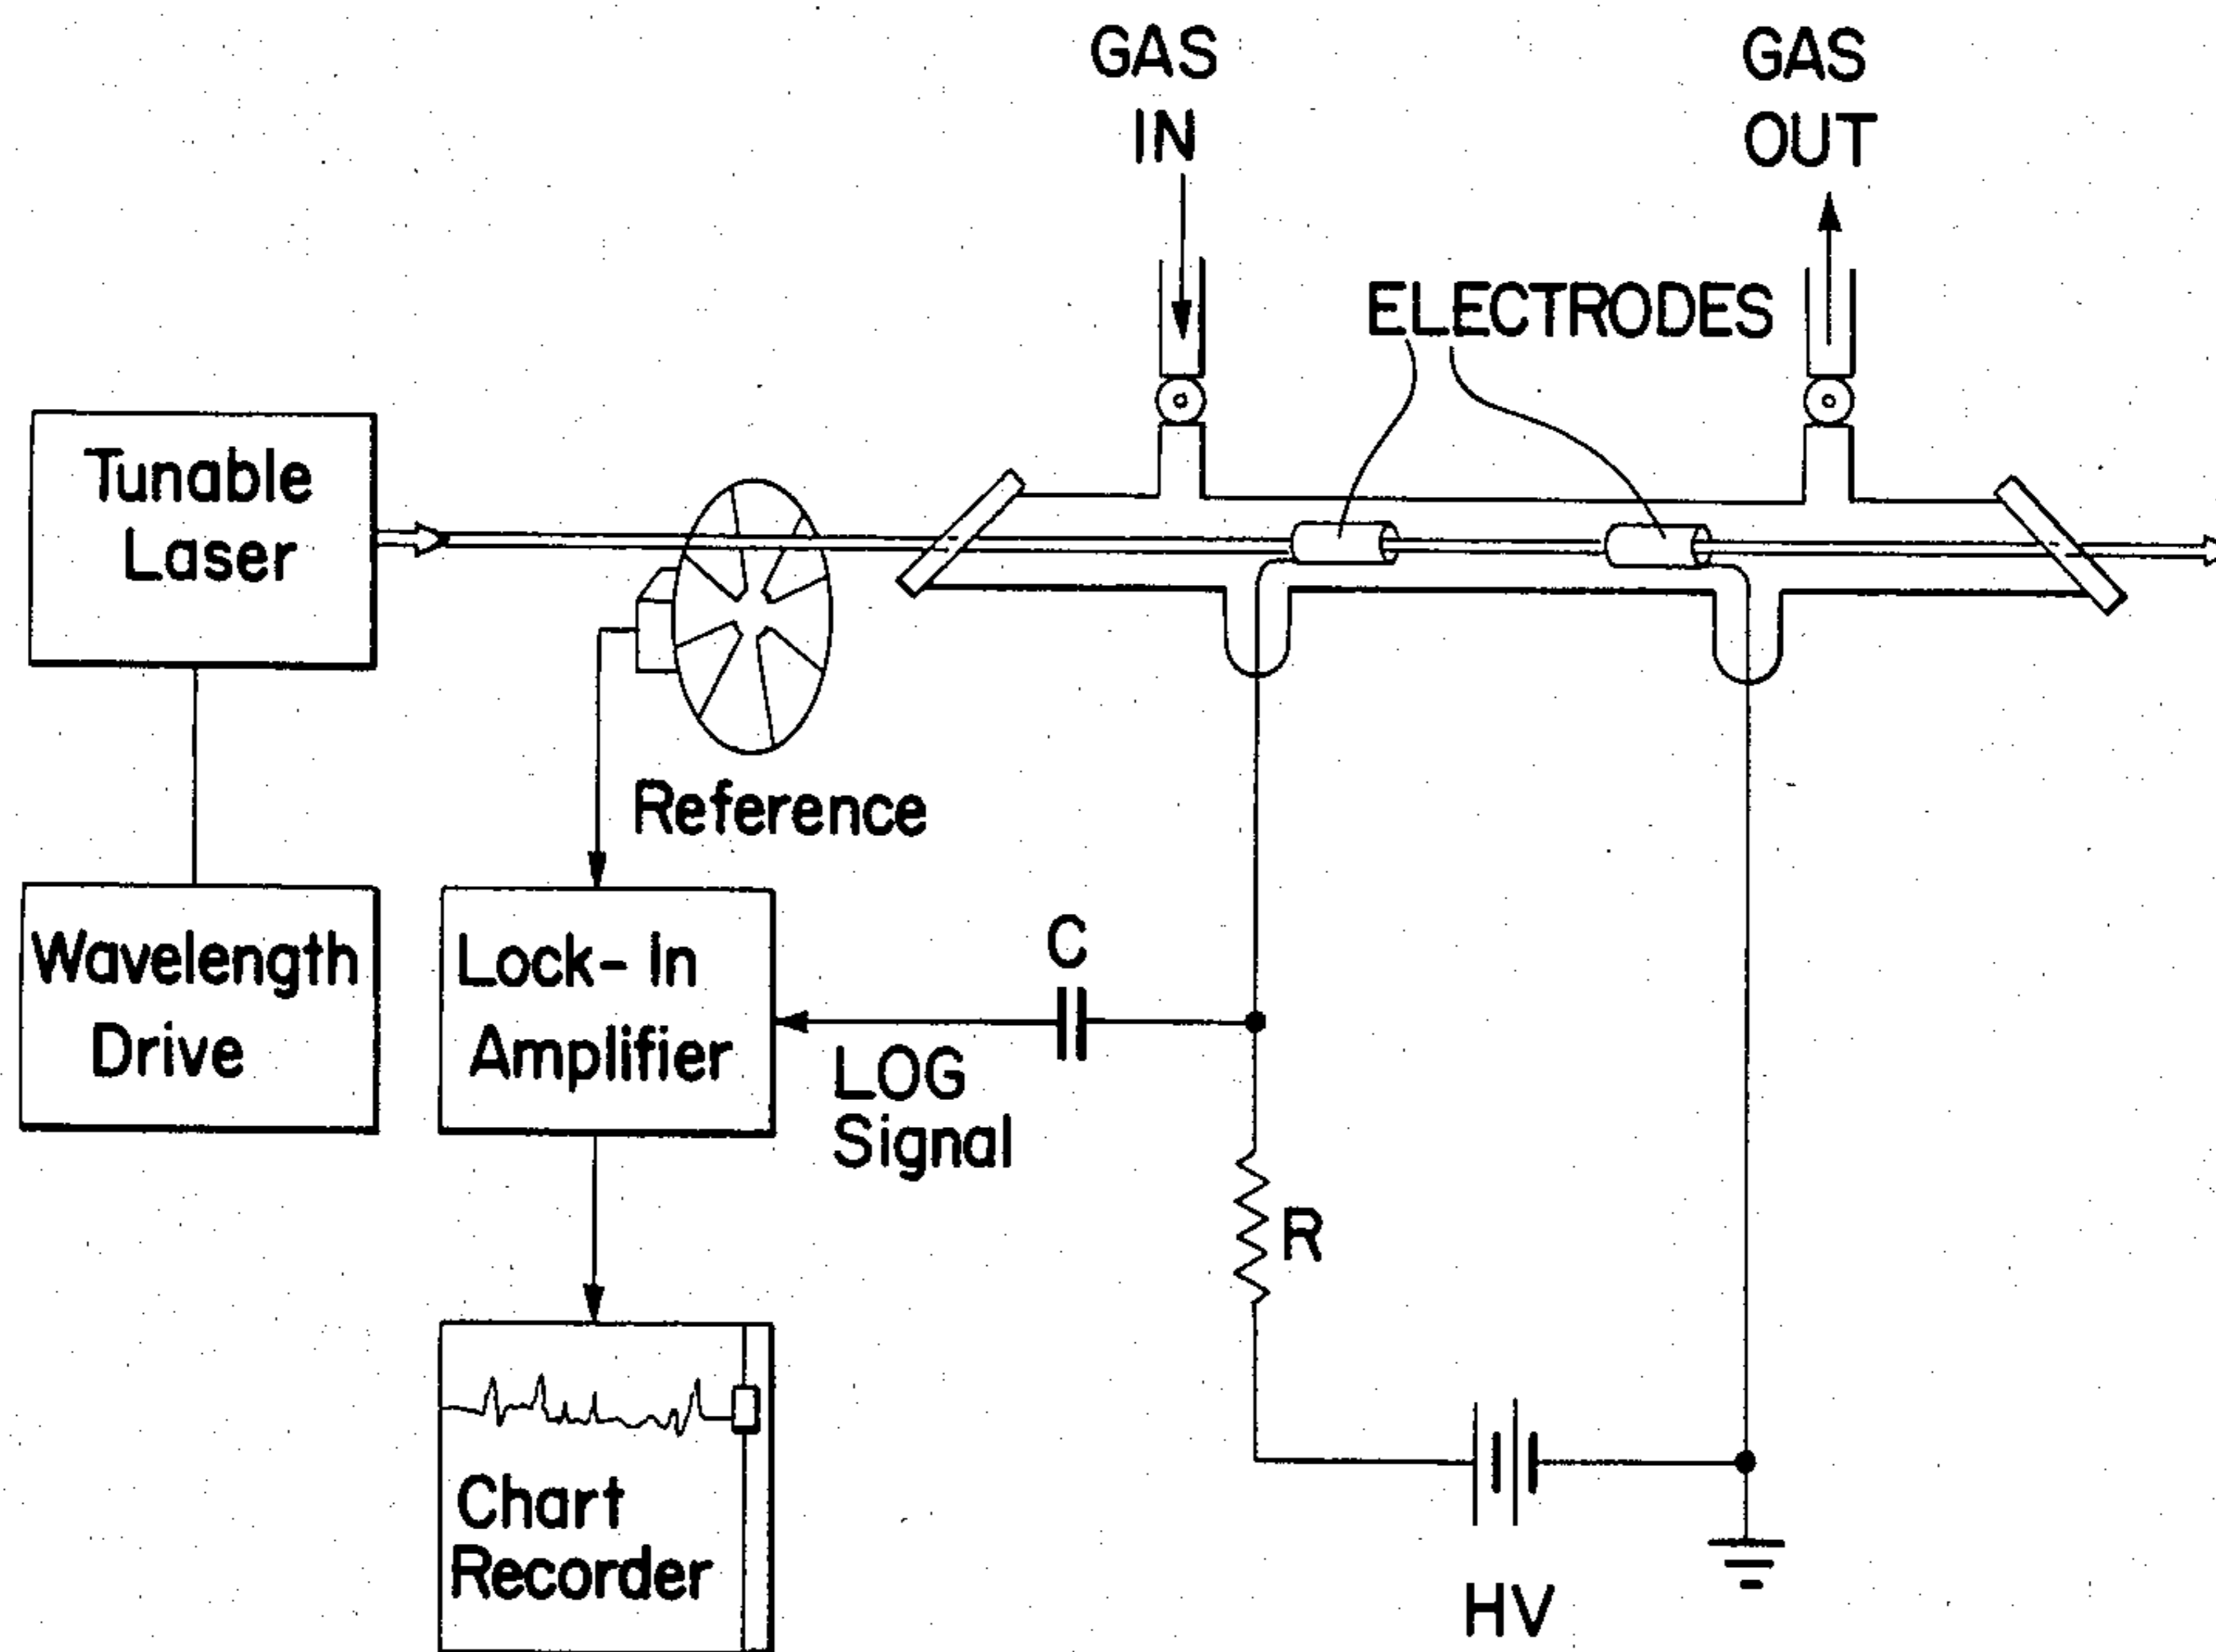 GAS
IN
GAS
OUT
ELECTRODES
Tunable
Laser
Reference
Wavelength
Drive
Lock-In
Amplifier
C
LOG
Signal
R
Chart
Recorder
HV